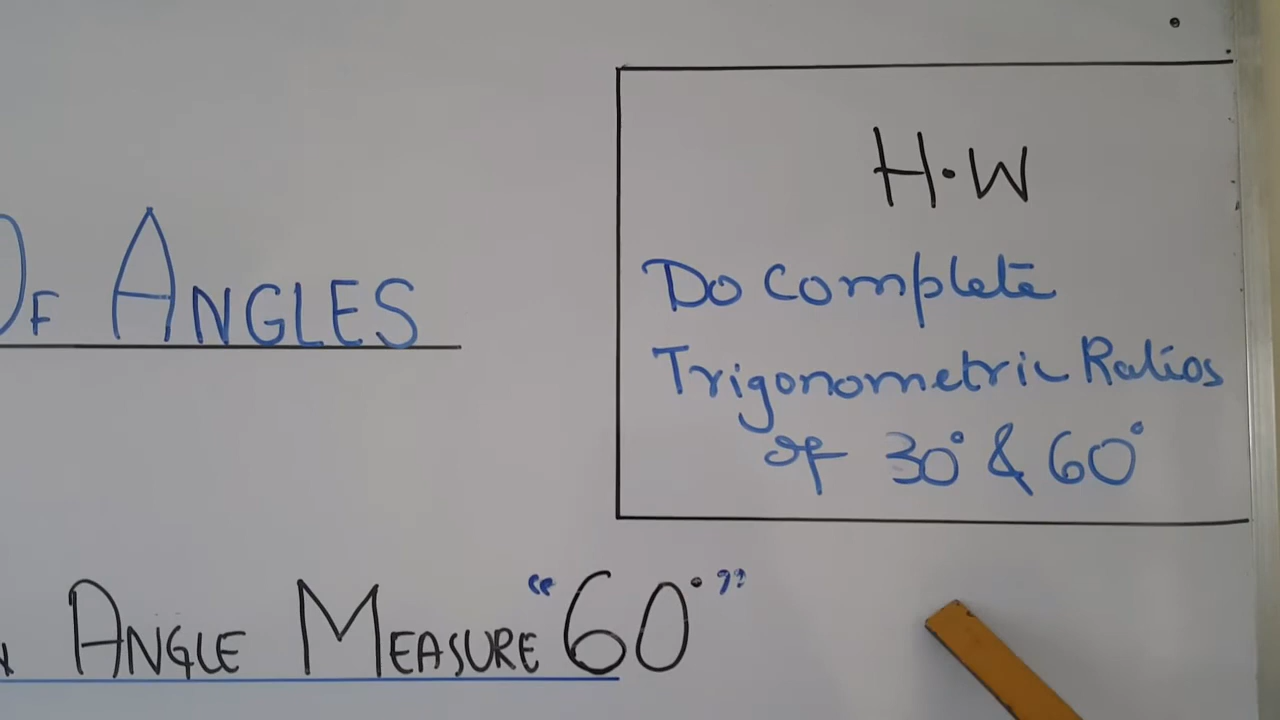 H.W
OF ANGLES
Do Complete
Trigonometric Ratios
of 30° & 60°
ANGLE MEASURE "60°"